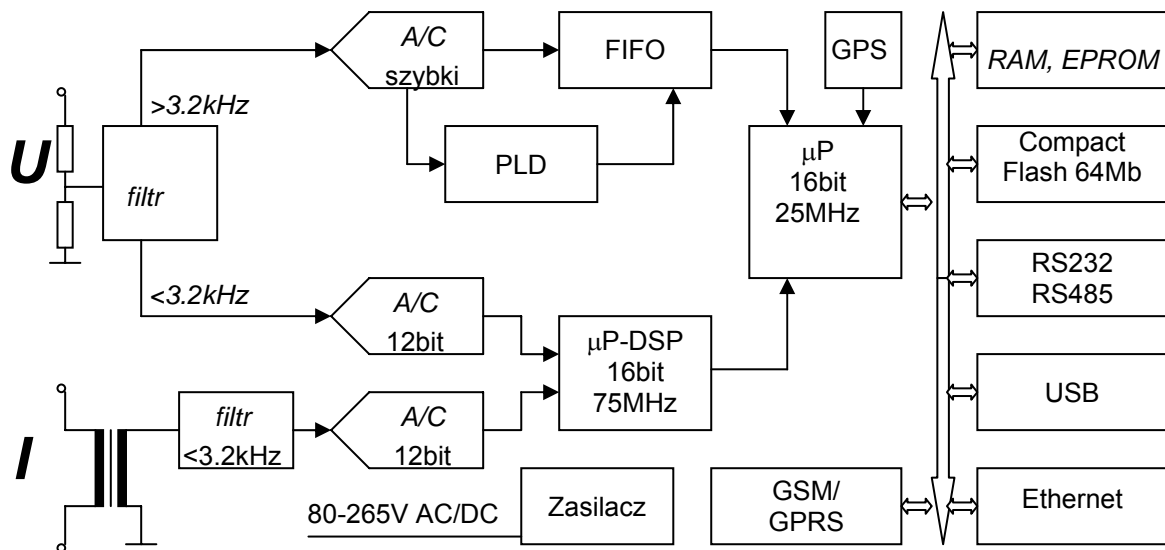 A/C
szybki
FIFO
GPS
RAM, EPROM
>3.2kHz
U
filtr
PLD
µP
16bit
25MHz
Compact
Flash 64Mb
RS232
RS485
<3.2kHz
A/C
12bit
µP-DSP
16bit
75MHz
USB
I
filtr
<3.2kHz
A/C
12bit
80-265V AC/DC
Zasilacz
GSM/
GPRS
Ethernet